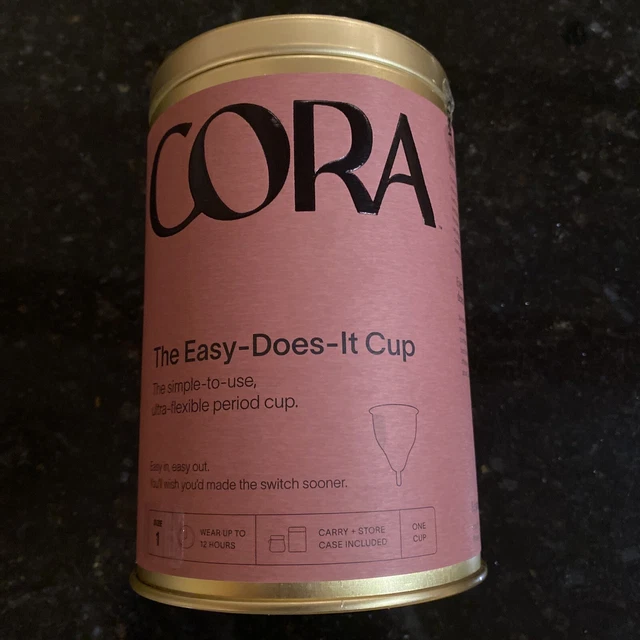 CORA
The Easy-Does-It Cup
The simple-to-use,
ultra-flexible period cup.
Easy in, easy out.
You'll wish you'd made the switch sooner.
SIZE
1
WEAR UP TO
12 HOURS
CARRY + STORE
CASE INCLUDED
ONE
CUP